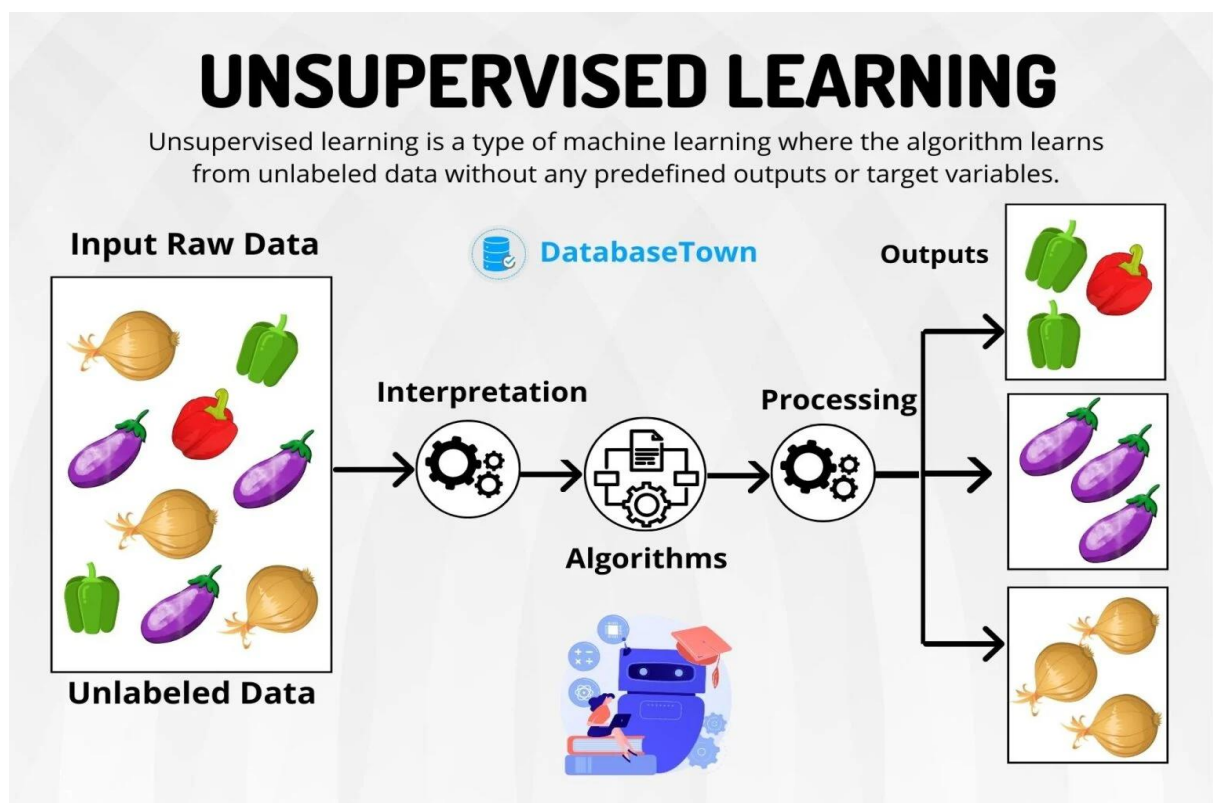 UNSUPERVISED LEARNING
Unsupervised learning is a type of machine learning where the algorithm learns
from unlabeled data without any predefined outputs or target variables.
Input Raw Data
DatabaseTown
Outputs
Interpretation
Processing
Algorithms
Unlabeled Data